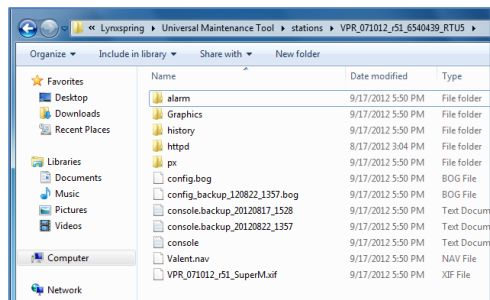 « Lynxspring ▸ Universal Maintenance Tool ▸ stations ▸ VPR_071012_r51_6540439_RTU5 ▸
Organize ▾ Include in library ▾ Share with ▾ New folder
Favorites
Desktop
Downloads
Recent Places
Libraries
Documents
Music
Pictures
Videos
Computer
Network
Name Date modified Type
alarm 9/17/2012 5:50 PM File folder
Graphics 9/17/2012 5:50 PM File folder
history 9/17/2012 5:50 PM File folder
httpd 8/17/2012 3:04 PM File folder
px 9/17/2012 5:50 PM File folder
config.bog 9/17/2012 5:50 PM BOG File
config_backup_120822_1357.bog 9/17/2012 5:50 PM BOG File
console.backup_20120817_1528 9/17/2012 5:50 PM Text Docum
console.backup_20120822_1357 9/17/2012 5:50 PM Text Docum
console 9/17/2012 5:50 PM Text Docum
Valent.nav 9/17/2012 5:50 PM NAV File
VPR_071012_r51_SuperM.xif 9/17/2012 5:50 PM XIF File